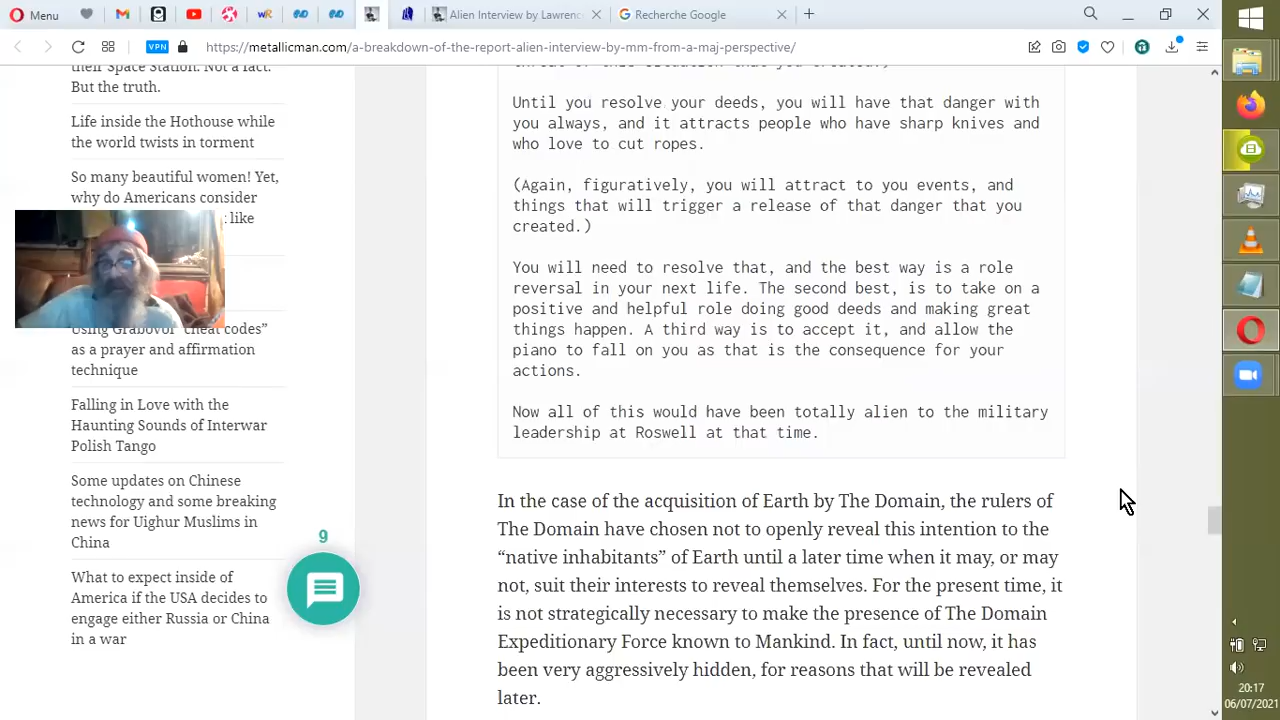 Menu
Alien Interview by Lawrenc
Recherche Google
VPN
https://metallicman.com/a-breakdown-of-the-report-alien-interview-by-mm-from-a-maj-perspective/
their Space Station. Not a fact.
But the truth.
Life inside the Hothouse while
the world twists in torment
So many beautiful women! Yet,
why do Americans consider
like
Using Grabovoi “cheat codes”
as a prayer and affirmation
technique
Falling in Love with the
Haunting Sounds of Interwar
Polish Tango
Some updates on Chinese
technology and some breaking
news for Uighur Muslims in
China
What to expect inside of
America if the USA decides to
engage either Russia or China
in a war
9
Until you resolve your deeds, you will have that danger with
you always, and it attracts people who have sharp knives and
who love to cut ropes.
(Again, figuratively, you will attract to you events, and
things that will trigger a release of that danger that you
created.)
You will need to resolve that, and the best way is a role
reversal in your next life. The second best, is to take on a
positive and helpful role doing good deeds and making great
things happen. A third way is to accept it, and allow the
piano to fall on you as that is the consequence for your
actions.
Now all of this would have been totally alien to the military
leadership at Roswell at that time.
In the case of the acquisition of Earth by The Domain, the rulers of
The Domain have chosen not to openly reveal this intention to the
“native inhabitants” of Earth until a later time when it may, or may
not, suit their interests to reveal themselves. For the present time, it
is not strategically necessary to make the presence of The Domain
Expeditionary Force known to Mankind. In fact, until now, it has
been very aggressively hidden, for reasons that will be revealed
later.
20:17
06/07/2021